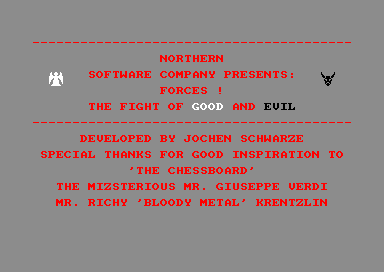 NORTHERN
SOFTWARE COMPANY PRESENTS:
FORCES !
THE FIGHT OF GOOD AND EVIL
DEVELOPED BY JOCHEN SCHWARZE
SPECIAL THANKS FOR GOOD INSPIRATION TO
'THE CHESSBOARD'
THE MIZSTERIOUS MR. GIUSEPPE VERDI
MR. RICHY 'BLOODY METAL' KRENTZLIN